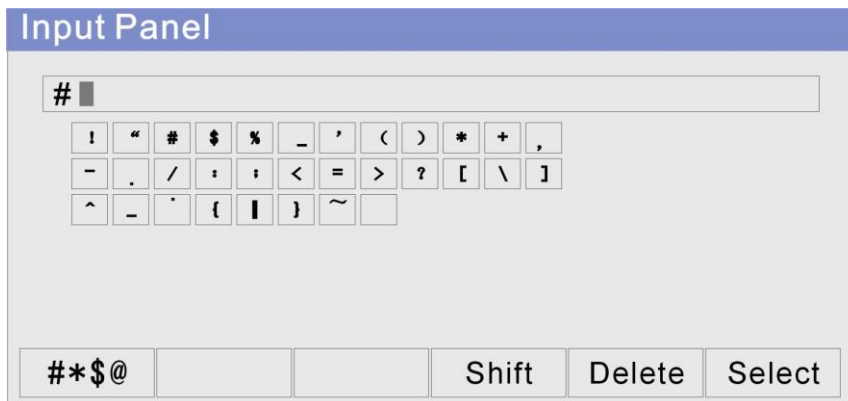 Input Panel
#
! “ # $ % _ ’ ( ) * + ,
- . / : ; < = > ? [ \ ]
^ _ ˙ { | } ~
#*$@ Shift Delete Select